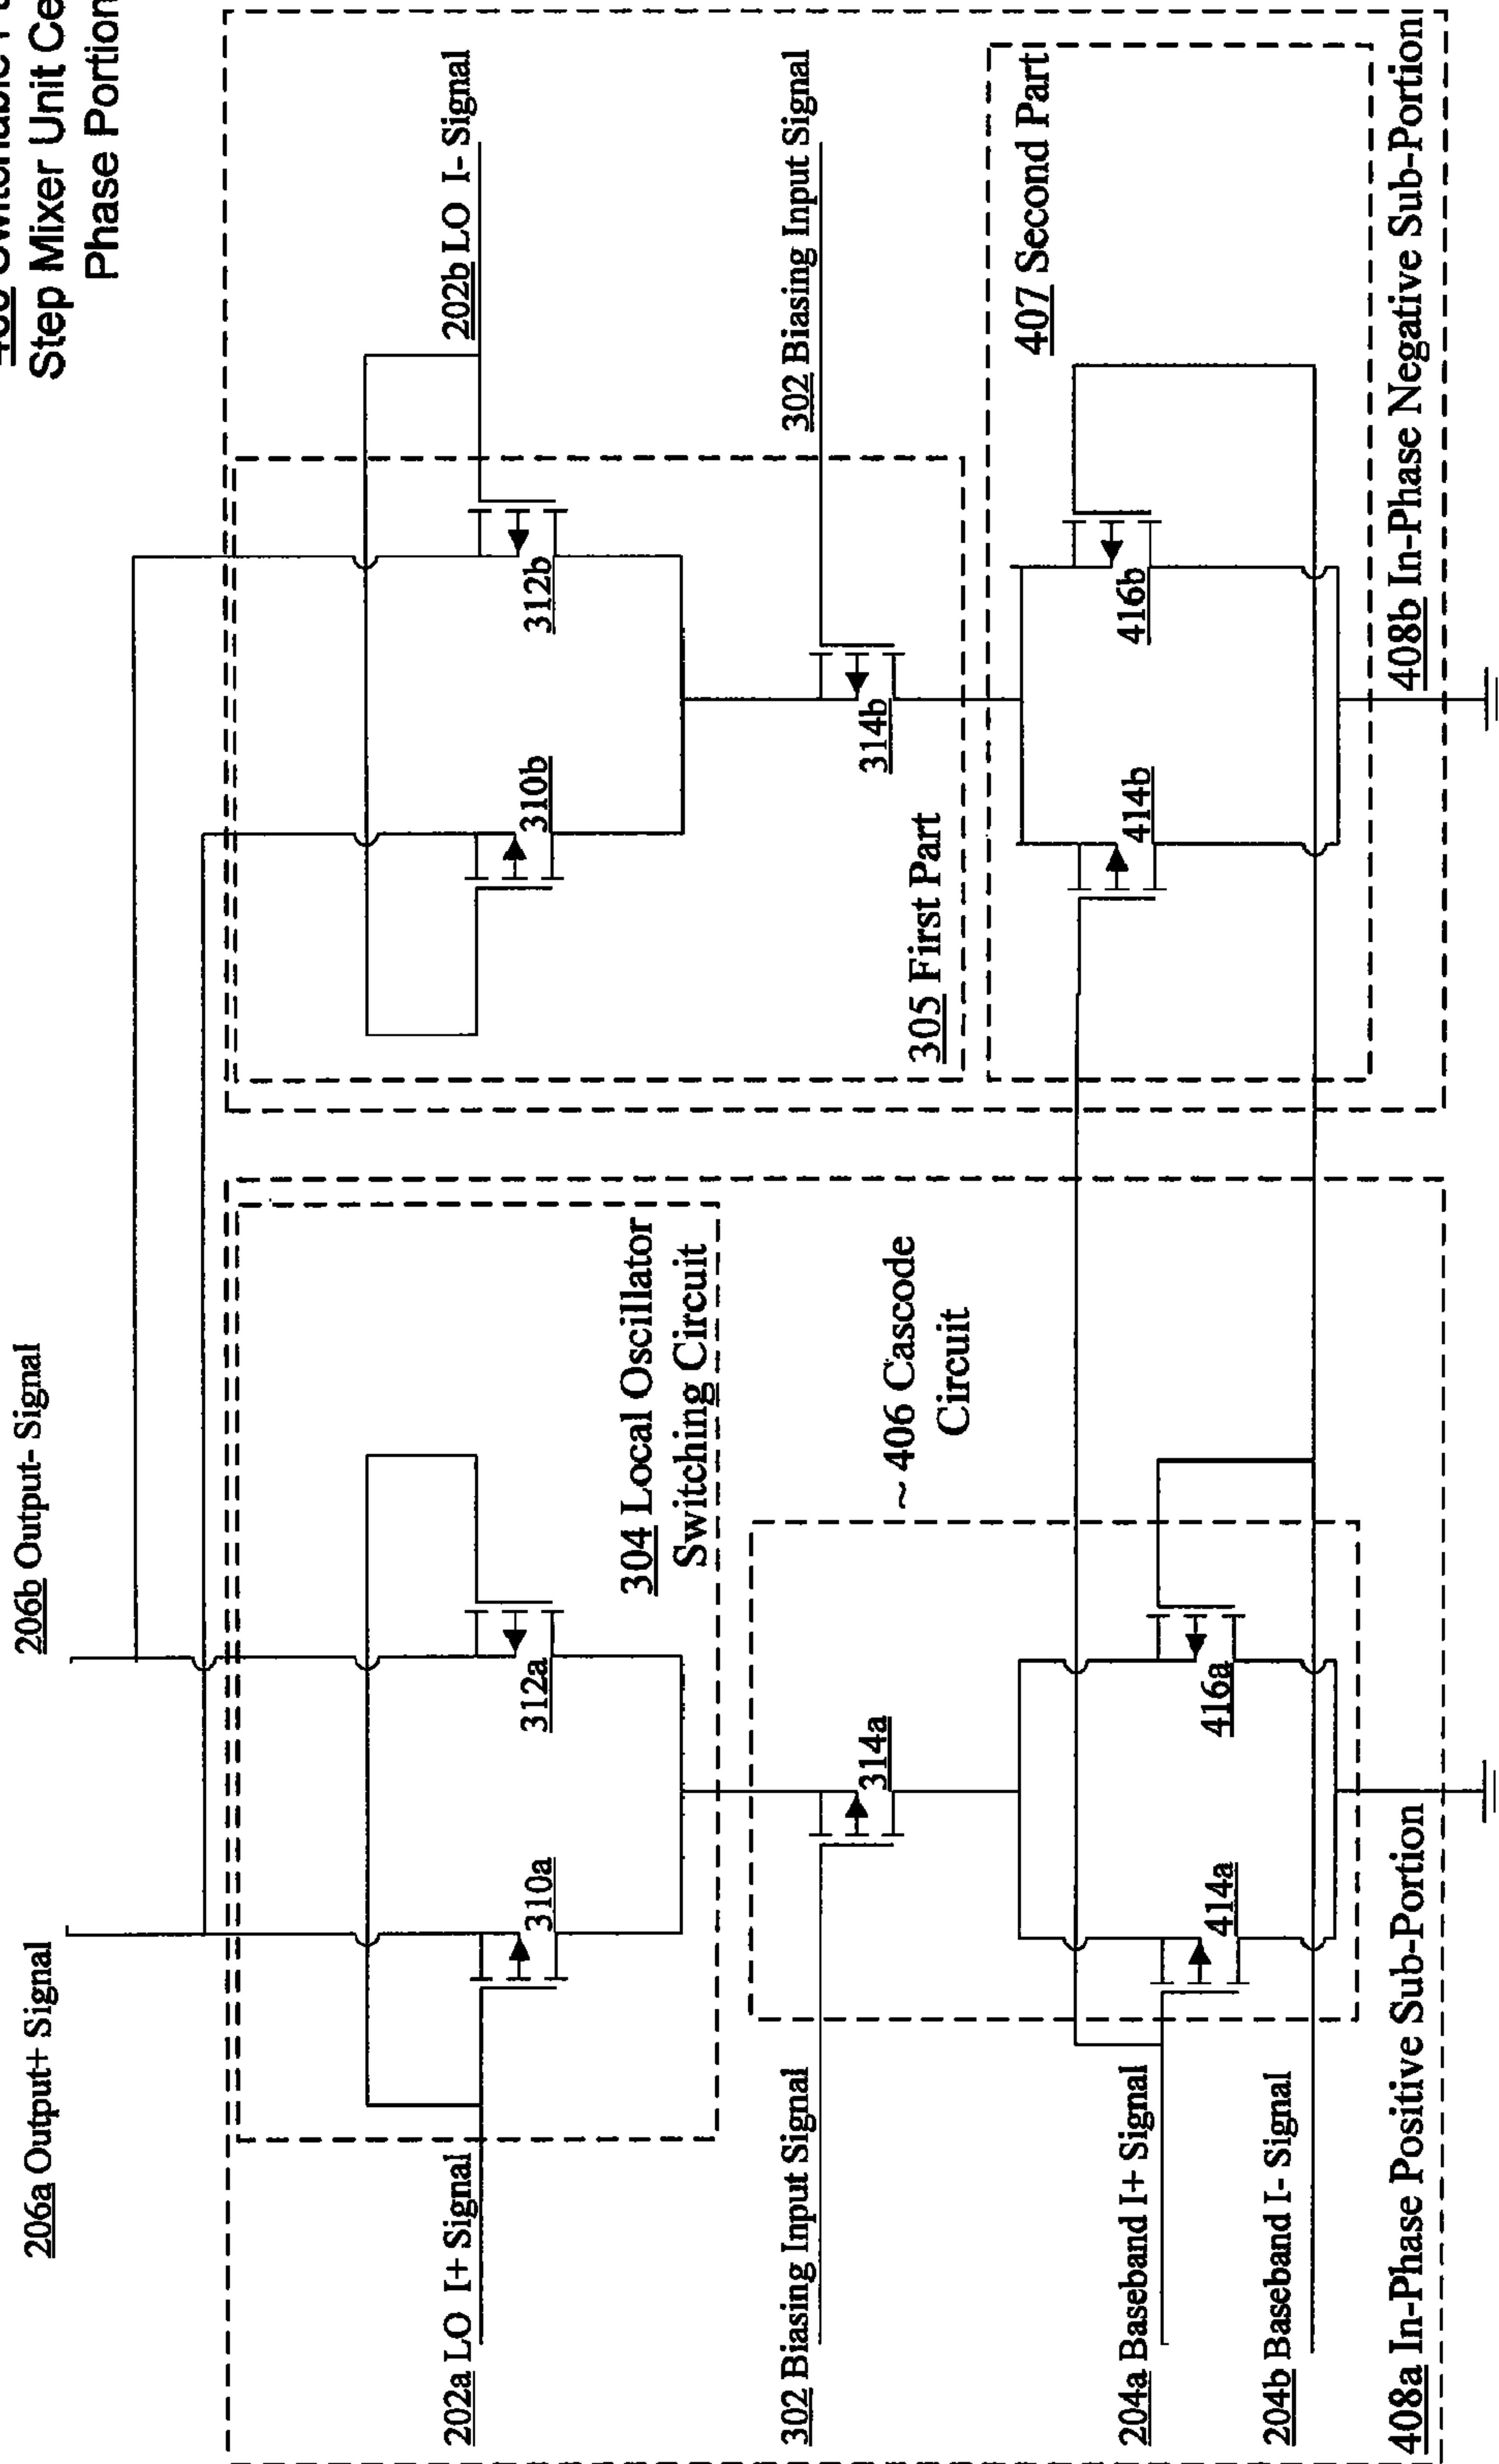 Step Mixer Unit
Phase Portion
206a Output+ Signal
206b Output- Signal
202a LO I+ Signal
202b LO I- Signal
310a
312a
310b
312b
304 Local Oscillator
Switching Circuit
302 Biasing Input Signal
302 Biasing Input Signal
314a
314b
305 First Part
~ 406 Cascode
Circuit
407 Second Part
204a Baseband I+ Signal
204b Baseband I- Signal
414a
416a
414b
416b
408a In-Phase Positive Sub-Portion
408b In-Phase Negative Sub-Portion